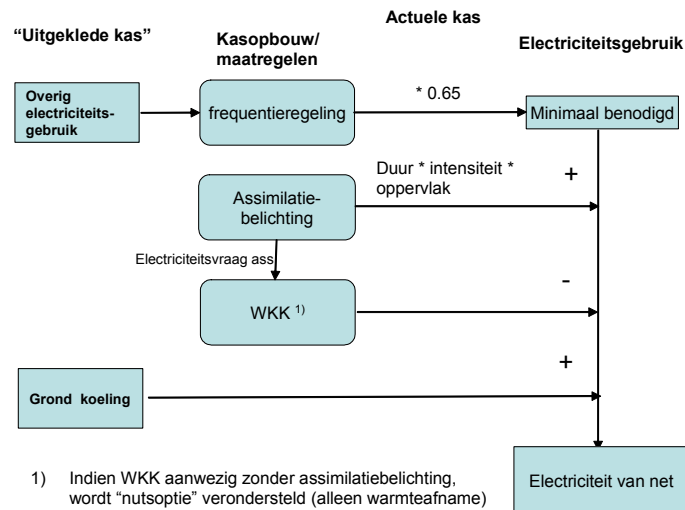 Actuele kas
“Uitgeklede kas”
Kasopbouw/
maatregelen
Electriciteitsgebruik
Overig
electriciteits-
gebruik
frequentieregeling
* 0.65
Minimaal benodigd
Duur * intensiteit *
oppervlak
+
Assimilatie-
belichting
Electriciteitsvraag ass
WKK 1)
-
+
Grond koeling
1) Indien WKK aanwezig zonder assimilatiebelichting,
wordt “nutsoptie” verondersteld (alleen warmteafname)
Electriciteit van net